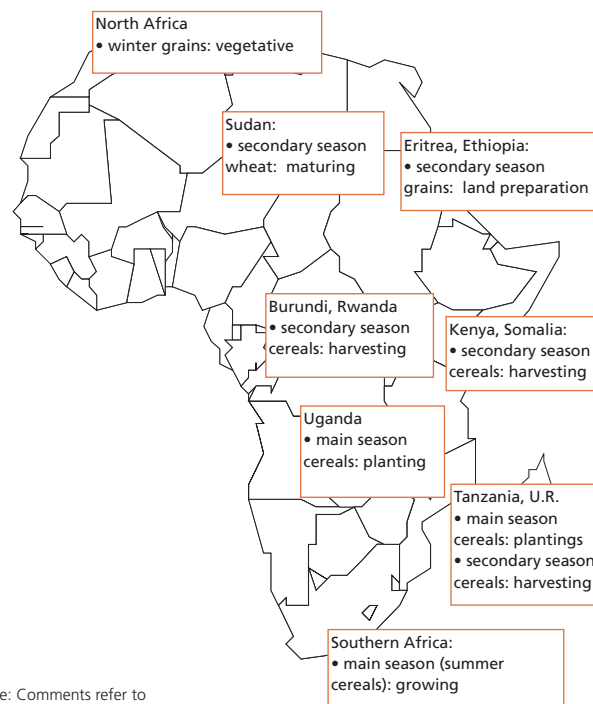 North Africa
• winter grains: vegetative
Sudan:
• secondary season
wheat: maturing
Eritrea, Ethiopia:
• secondary season
grains: land preparation
Burundi, Rwanda
• secondary season
cereals: harvesting
Kenya, Somalia:
• secondary season
cereals: harvesting
Uganda
• main season
cereals: planting
Tanzania, U.R.
• main season
cereals: plantings
• secondary season
cereals: harvesting
Southern Africa:
• main season (summer
cereals): growing
e: Comments refer to